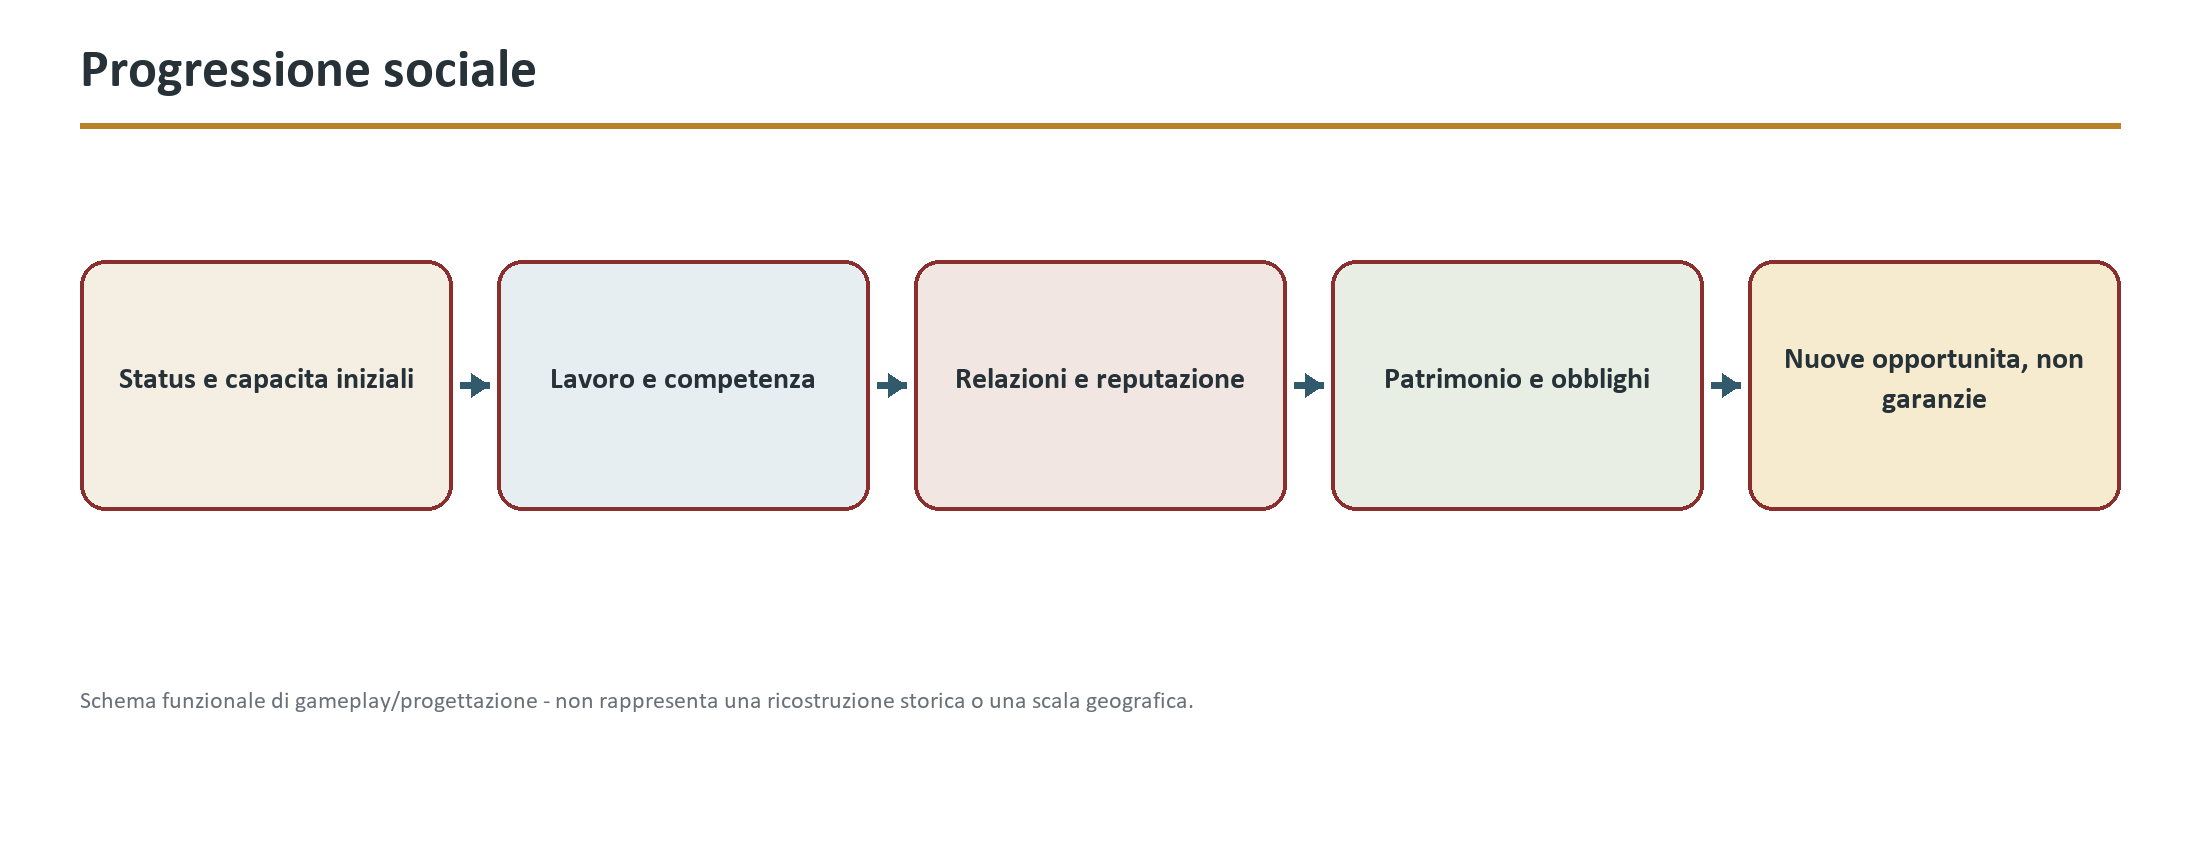 Progressione sociale
Status e capacita iniziali
Lavoro e competenza
Relazioni e reputazione
Patrimonio e obblighi
Nuove opportunita, non
garanzie
Schema funzionale di gameplay/progettazione - non rappresenta una ricostruzione storica o una scala geografica.